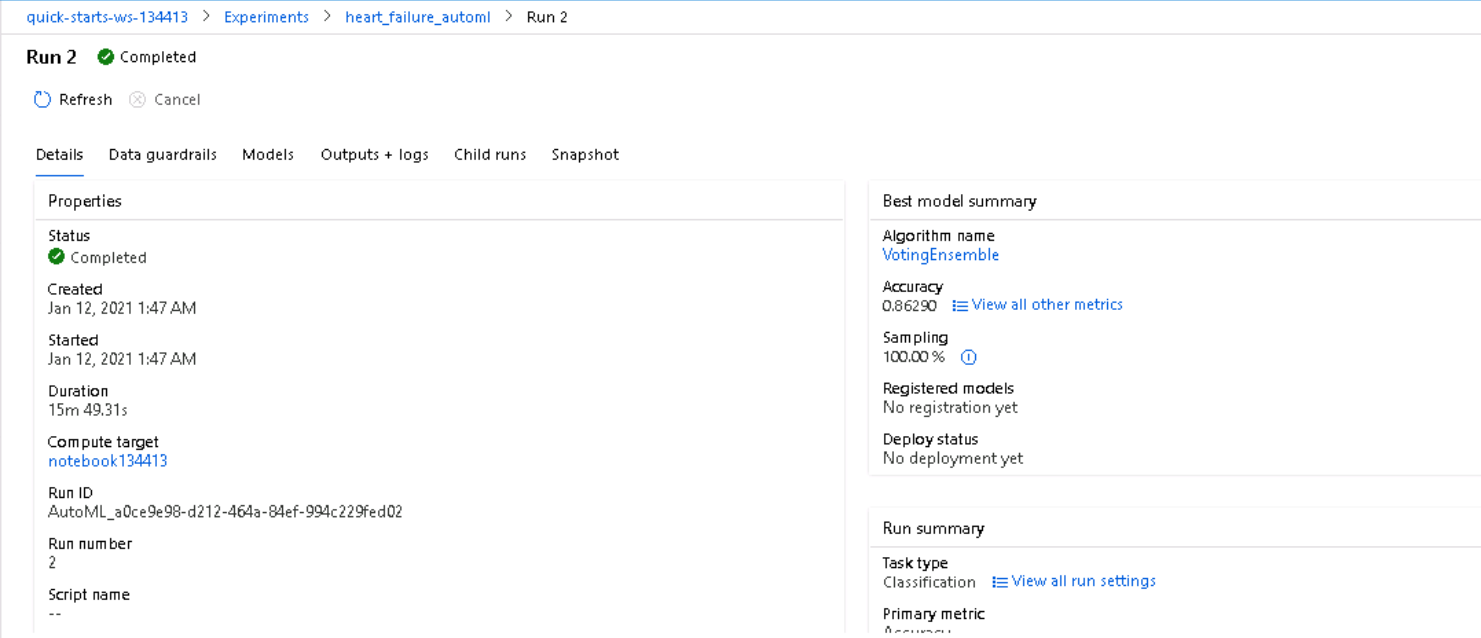 quick-starts-ws-134413 > Experiments > heart_failure_automl > Run 2
Run 2 Completed
Refresh Cancel
Details Data guardrails Models Outputs + logs Child runs Snapshot
Properties
Status
Completed
Created
Jan 12, 2021 1:47 AM
Started
Jan 12, 2021 1:47 AM
Duration
15m 49.31s
Compute target
notebook134413
Run ID
AutoML_a0ce9e98-d212-464a-84ef-994c229fed02
Run number
2
Script name
--
Best model summary
Algorithm name
VotingEnsemble
Accuracy
0.86290 View all other metrics
Sampling
100.00 %
Registered models
No registration yet
Deploy status
No deployment yet
Run summary
Task type
Classification View all run settings
Primary metric
Accuracy